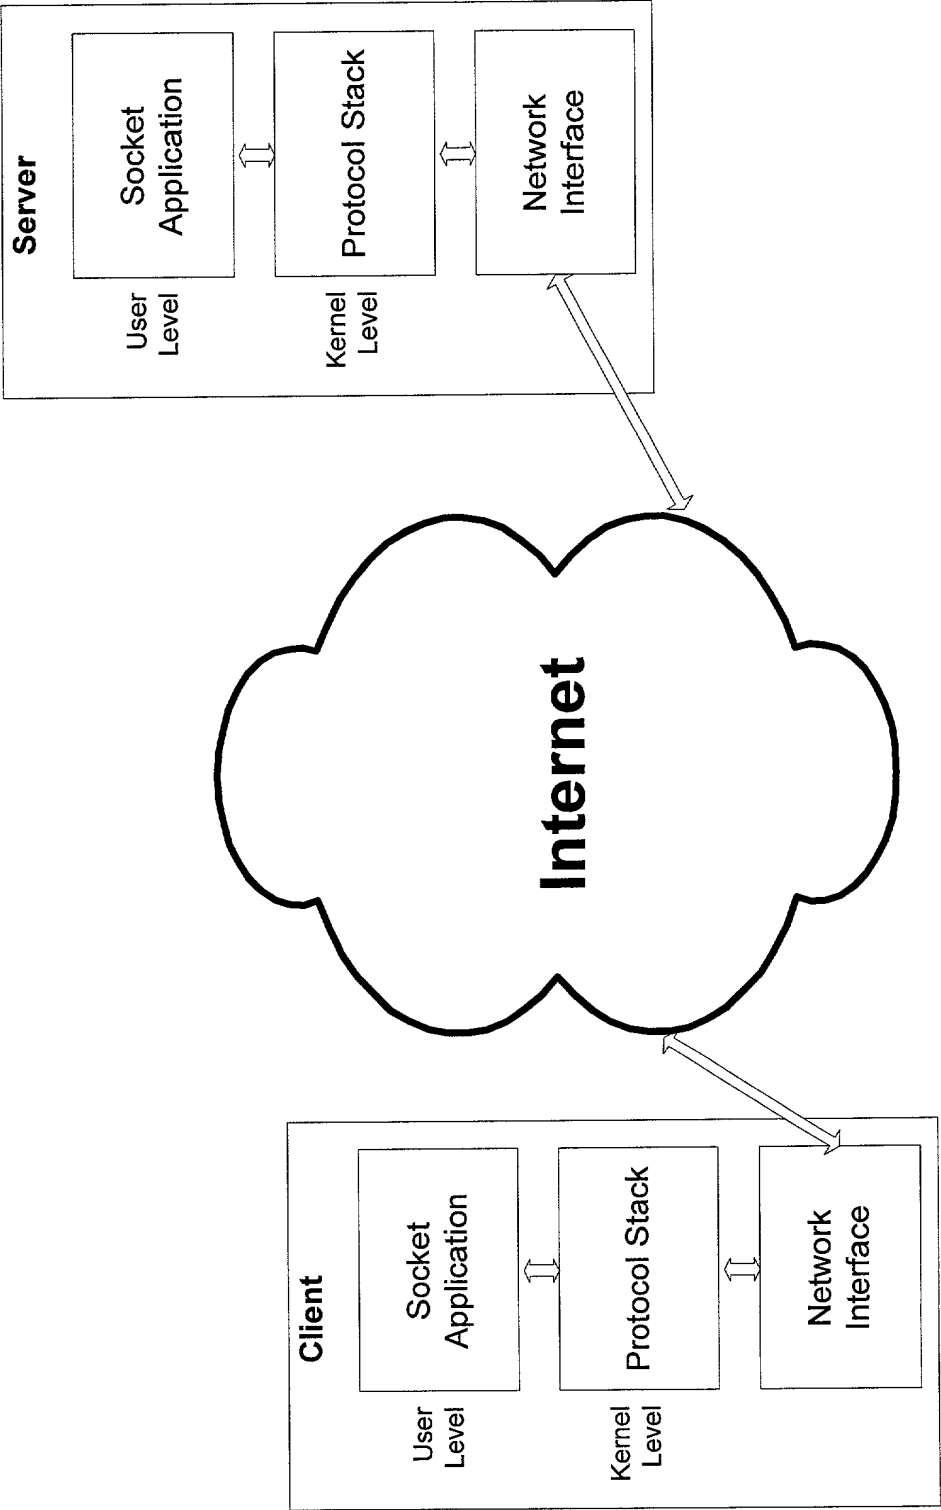 Client
User
Level
Socket
Application
Kernel
Level
Protocol Stack
Network
Interface
Internet
Server
User
Level
Socket
Application
Kernel
Level
Protocol Stack
Network
Interface